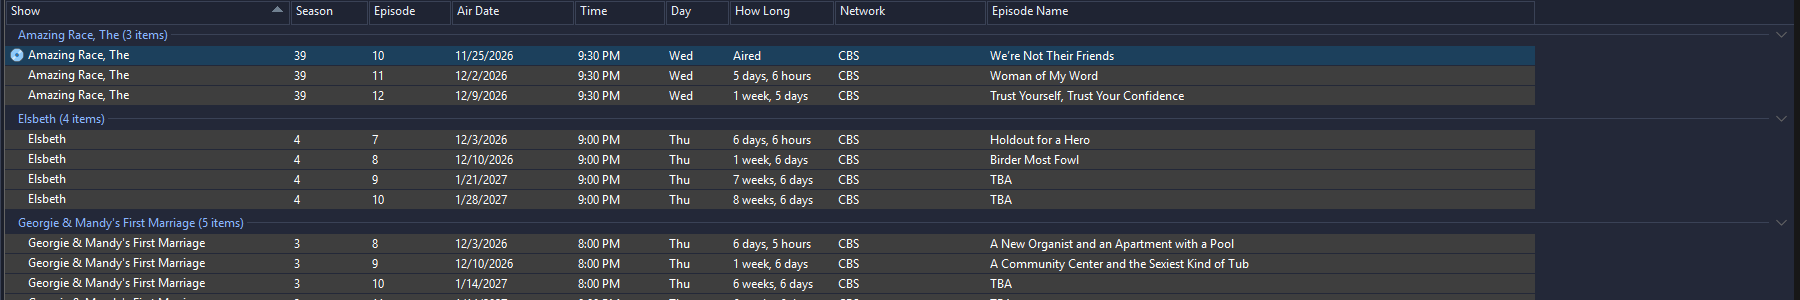 Show Season Episode Air Date Time Day How Long Network Episode Name
Amazing Race, The (3 items)
Amazing Race, The 39 10 11/25/2026 9:30 PM Wed Aired CBS We're Not Their Friends
Amazing Race, The 39 11 12/2/2026 9:30 PM Wed 5 days, 6 hours CBS Woman of My Word
Amazing Race, The 39 12 12/9/2026 9:30 PM Wed 1 week, 5 days CBS Trust Yourself, Trust Your Confidence
Elsbeth (4 items)
Elsbeth 4 7 12/3/2026 9:00 PM Thu 6 days, 6 hours CBS Holdout for a Hero
Elsbeth 4 8 12/10/2026 9:00 PM Thu 1 week, 6 days CBS Birder Most Fowl
Elsbeth 4 9 1/21/2027 9:00 PM Thu 7 weeks, 6 days CBS TBA
Elsbeth 4 10 1/28/2027 9:00 PM Thu 8 weeks, 6 days CBS TBA
Georgie & Mandy's First Marriage (5 items)
Georgie & Mandy's First Marriage 3 8 12/3/2026 8:00 PM Thu 6 days, 5 hours CBS A New Organist and an Apartment with a Pool
Georgie & Mandy's First Marriage 3 9 12/10/2026 8:00 PM Thu 1 week, 6 days CBS A Community Center and the Sexiest Kind of Tub
Georgie & Mandy's First Marriage 3 10 1/14/2027 8:00 PM Thu 6 weeks, 6 days CBS TBA